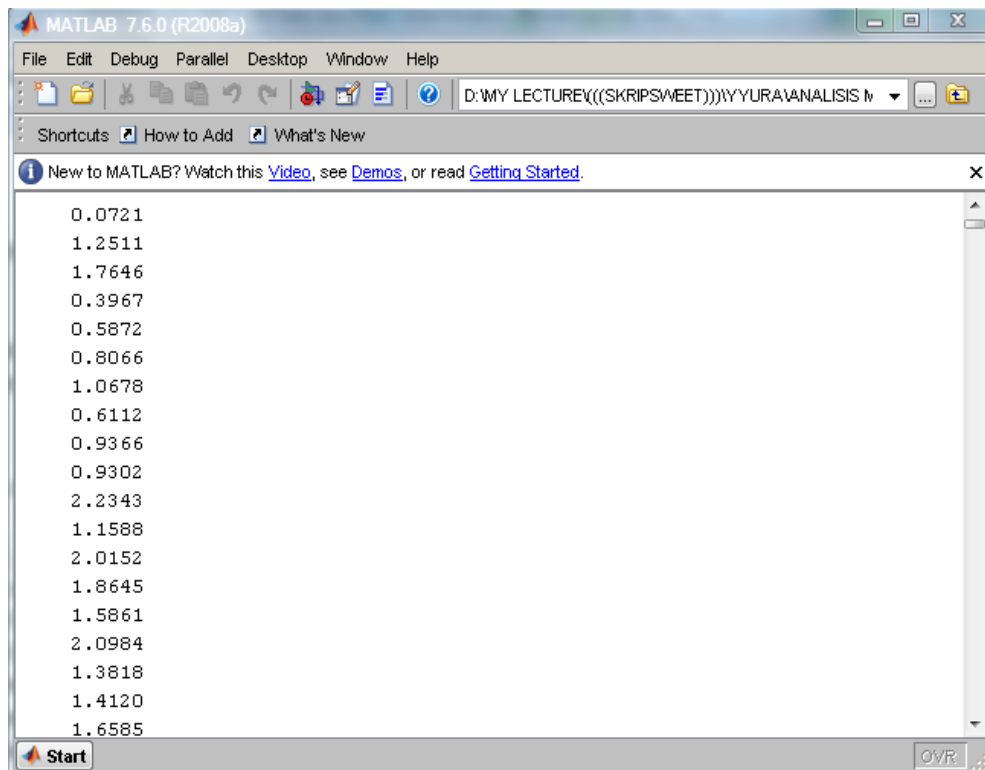 MATLAB 7.6.0 (R2008a)
File Edit Debug Parallel Desktop Window Help
D:\MY LECTURE\(((SKRIPSWEET)))\YYURA\ANALISIS M
...
Shortcuts How to Add What's New
New to MATLAB? Watch this Video, see Demos, or read Getting Started.
0.0721
1.2511
1.7646
0.3967
0.5872
0.8066
1.0678
0.6112
0.9366
0.9302
2.2343
1.1588
2.0152
1.8645
1.5861
2.0984
1.3818
1.4120
1.6585
Start
OVR